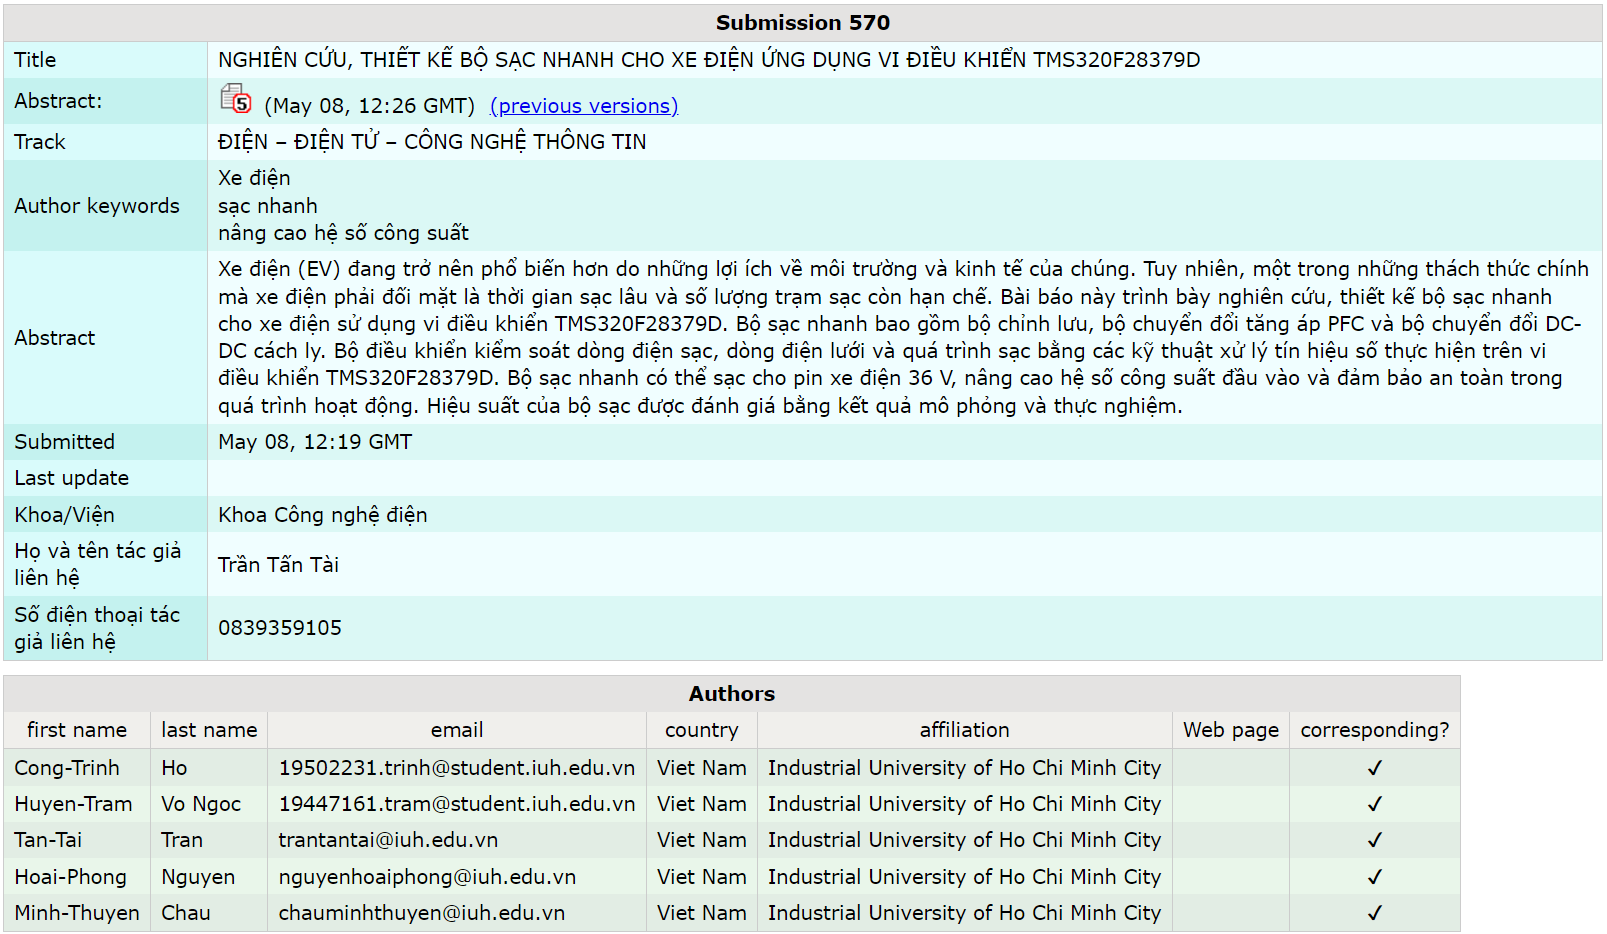 Submission 570
Title NGHIÊN CỨU, THIẾT KẾ BỘ SẠC NHANH CHO XE ĐIỆN ỨNG DỤNG VI ĐIỀU KHIỂN TMS320F28379D
Abstract: 5 (May 08, 12:26 GMT) (previous versions)
Track ĐIỆN – ĐIỆN TỬ – CÔNG NGHỆ THÔNG TIN
Author keywords
Xe điện
sạc nhanh
nâng cao hệ số công suất
Abstract
Xe điện (EV) đang trở nên phổ biến hơn do những lợi ích về môi trường và kinh tế của chúng. Tuy nhiên, một trong những thách thức chính
mà xe điện phải đối mặt là thời gian sạc lâu và số lượng trạm sạc còn hạn chế. Bài báo này trình bày nghiên cứu, thiết kế bộ sạc nhanh
cho xe điện sử dụng vi điều khiển TMS320F28379D. Bộ sạc nhanh bao gồm bộ chỉnh lưu, bộ chuyển đổi tăng áp PFC và bộ chuyển đổi DC-
DC cách ly. Bộ điều khiển kiểm soát dòng điện sạc, dòng điện lưới và quá trình sạc bằng các kỹ thuật xử lý tín hiệu số thực hiện trên vi
điều khiển TMS320F28379D. Bộ sạc nhanh có thể sạc cho pin xe điện 36 V, nâng cao hệ số công suất đầu vào và đảm bảo an toàn trong
quá trình hoạt động. Hiệu suất của bộ sạc được đánh giá bằng kết quả mô phỏng và thực nghiệm.
Submitted May 08, 12:19 GMT
Last update
Khoa/Viện Khoa Công nghệ điện
Họ và tên tác giả
liên hệ
Trần Tấn Tài
Số điện thoại tác
giả liên hệ
0839359105
Authors
first name last name email country affiliation Web page corresponding?
Cong-Trinh Ho 19502231.trinh@student.iuh.edu.vn Viet Nam Industrial University of Ho Chi Minh City ✓
Huyen-Tram Vo Ngoc 19447161.tram@student.iuh.edu.vn Viet Nam Industrial University of Ho Chi Minh City ✓
Tan-Tai Tran trantantai@iuh.edu.vn Viet Nam Industrial University of Ho Chi Minh City ✓
Hoai-Phong Nguyen nguyenhoaiphong@iuh.edu.vn Viet Nam Industrial University of Ho Chi Minh City ✓
Minh-Thuyen Chau chauminhthuyen@iuh.edu.vn Viet Nam Industrial University of Ho Chi Minh City ✓